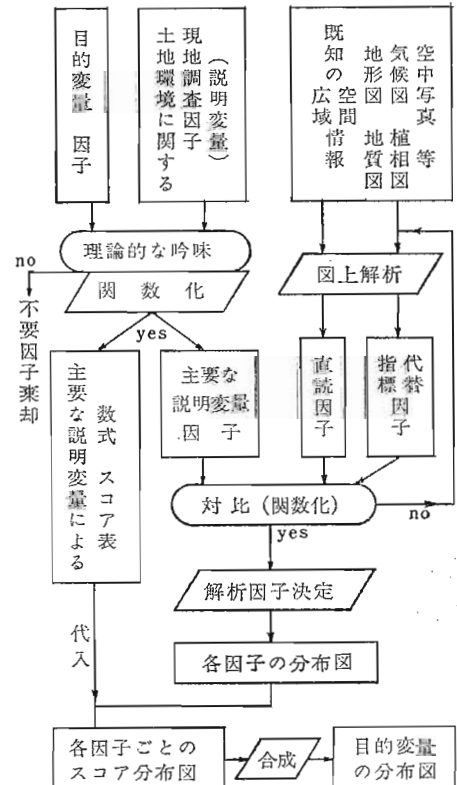 目的変量 因子
(説明変量)
現地調査因子
土地環境に関する
空中写真 等
気候図 植相図
地形図 地質図
空間
既知の広域情報
理論的な吟味
no
関数化
不要因子棄却
yes
数式 スコア表
主要な説明変量による
主要な
説明変量
因子
図上解析
直読因子
代替因子
指標
対比(関数化)
no
yes
解析因子決定
代入
各因子の分布図
各因子ごとの
スコア分布図
合成
目的変量
の分布図